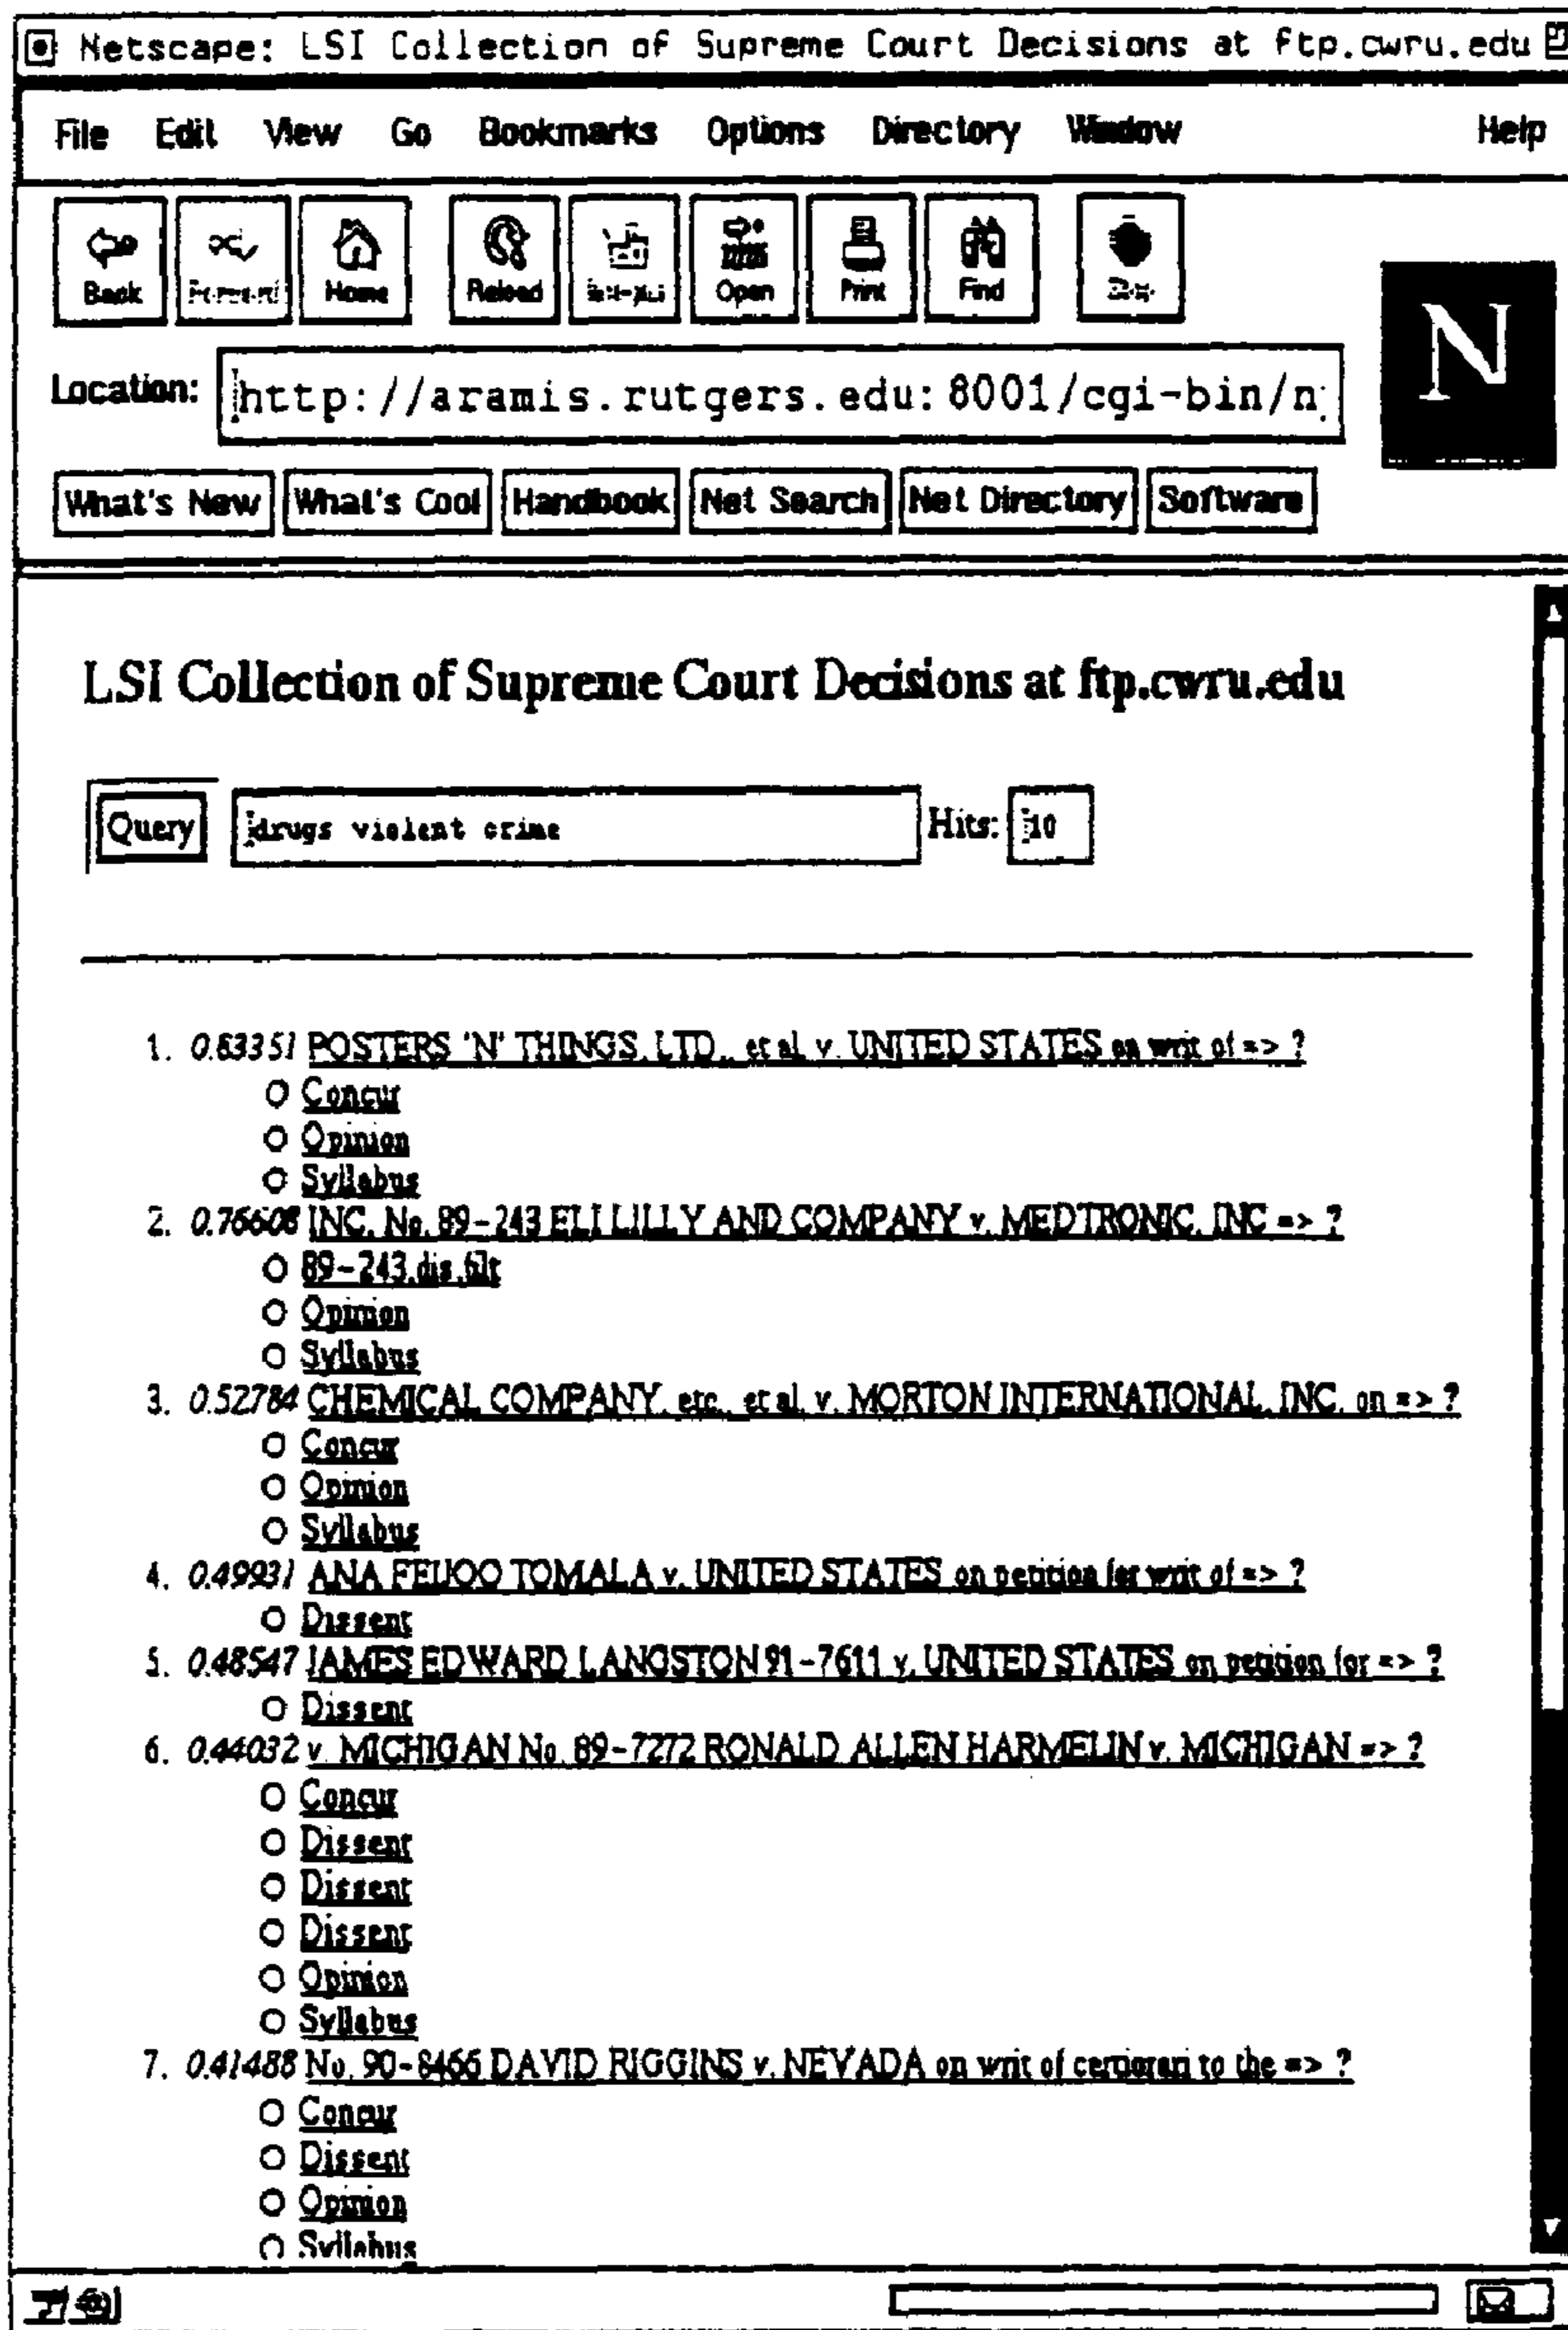 Netscape: LSI Collection of Supreme Court Decisions at ftp.cwru.edu
File Edit View Go Bookmarks Options Directory Window Help
Back Forward Home Reload Open Print Find
Location: http://aramis.rutgers.edu:8001/cgi-bin/n
What's New What's Cool Handbook Net Search Net Directory Software
LSI Collection of Supreme Court Decisions at ftp.cwru.edu
Query drugs violent crime Hits: 10
1. 0.83351 POSTERS 'N' THINGS, LTD., et al. v. UNITED STATES on writ of => ?
Concur
Opinion
Syllabus
2. 0.76608 INC. No. 89-243 ELI LILLY AND COMPANY v. MEDTRONIC, INC => ?
89-243.dis.filt
Opinion
Syllabus
3. 0.52784 CHEMICAL COMPANY, etc., et al. v. MORTON INTERNATIONAL, INC. on => ?
Concur
Opinion
Syllabus
4. 0.49931 ANA FEIJOO TOMALA v. UNITED STATES on petition for writ of => ?
Dissent
5. 0.48547 JAMES EDWARD LANGSTON 91-7611 v. UNITED STATES on petition for => ?
Dissent
6. 0.44032 v. MICHIGAN No. 89-7272 RONALD ALLEN HARMELIN v. MICHIGAN => ?
Concur
Dissent
Dissent
Dissent
Opinion
Syllabus
7. 0.41488 No. 90-8466 DAVID RIGGINS v. NEVADA on writ of certiorari to the => ?
Concur
Dissent
Opinion
Syllabus